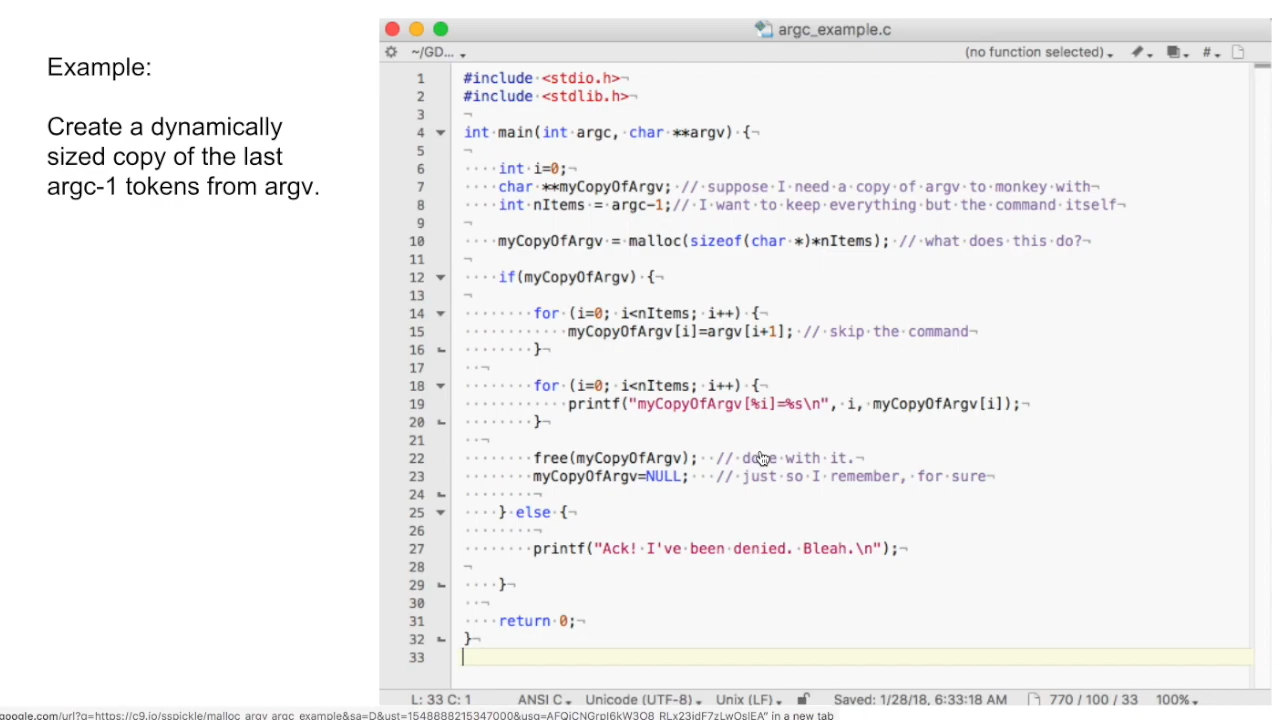 Example:
Create a dynamically
sized copy of the last
argc-1 tokens from argv.
argc_example.c
~/GD...
(no function selected)
#
1 #include <stdio.h>¬
2 #include <stdlib.h>¬
3 ¬
4 int·main(int·argc,·char·**argv)·{¬
5 ¬
6 ····int·i=0;¬
7 ····char·**myCopyOfArgv;·//·suppose·I·need·a·copy·of·argv·to·monkey·with¬
8 ····int·nItems·=·argc-1;//·I·want·to·keep·everything·but·the·command·itself¬
9 ¬
10 ····myCopyOfArgv·=·malloc(sizeof(char·*)*nItems);·//·what·does·this·do?¬
11 ¬
12 ····if(myCopyOfArgv)·{¬
13 ¬
14 ········for·(i=0;·i<nItems;·i++)·{¬
15 ············myCopyOfArgv[i]=argv[i+1];·//·skip·the·command¬
16 ········}¬
17 ··¬
18 ········for·(i=0;·i<nItems;·i++)·{¬
19 ············printf("myCopyOfArgv[%i]=%s\n",·i,·myCopyOfArgv[i]);¬
20 ········}¬
21 ··¬
22 ········free(myCopyOfArgv);··//·done·with·it.¬
23 ········myCopyOfArgv=NULL;···//·just·so·I·remember,·for·sure¬
24 ········¬
25 ····}·else·{¬
26 ········¬
27 ········printf("Ack!·I've·been·denied.·Bleah.\n");¬
28 ¬
29 ····}¬
30 ··¬
31 ····return·0;¬
32 }¬
33
L: 33 C: 1 ANSI C Unicode (UTF-8) Unix (LF) Saved: 1/28/18, 6:33:18 AM 770 / 100 / 33 100%
in a new tab